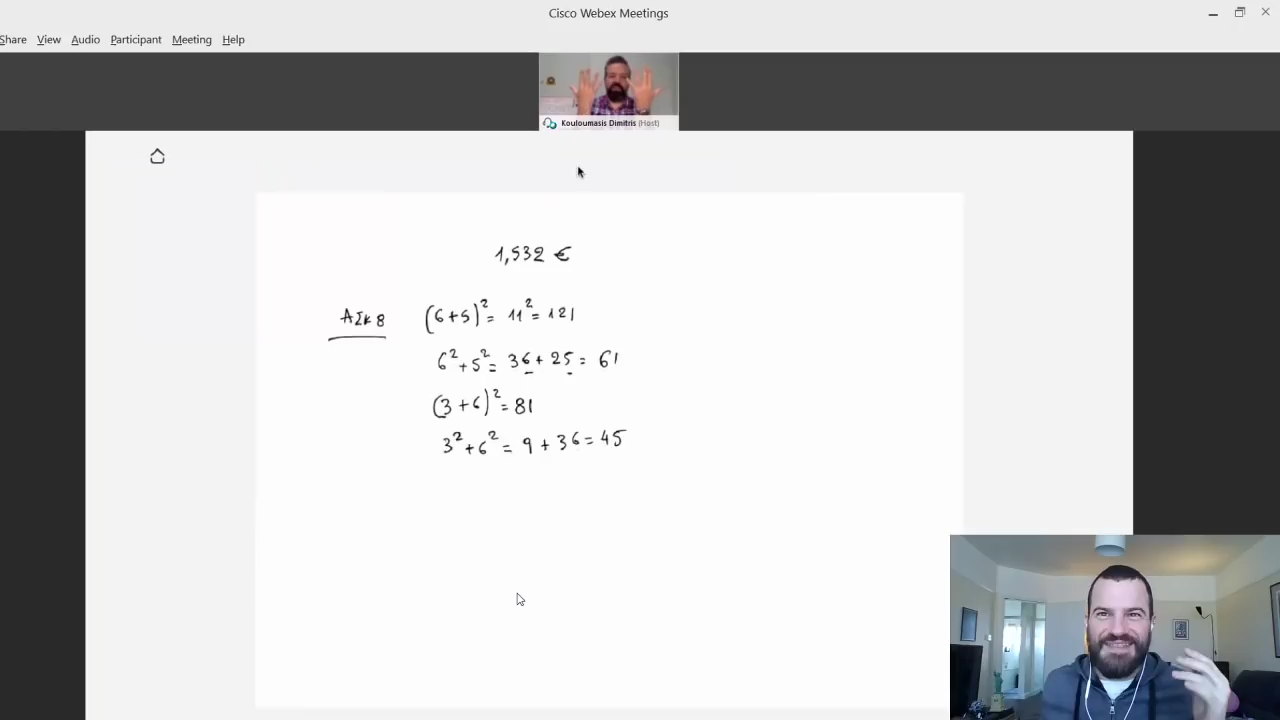 Cisco Webex Meetings
Share View Audio Participant Meeting Help
Kouloumasis Dimitris (Host)
1,532 €
ΑΣΚ 8 (6+5)² = 11² = 121
6²+5² = 36 + 25 = 61
(3+6)² = 81
3²+6² = 9 + 36 = 45